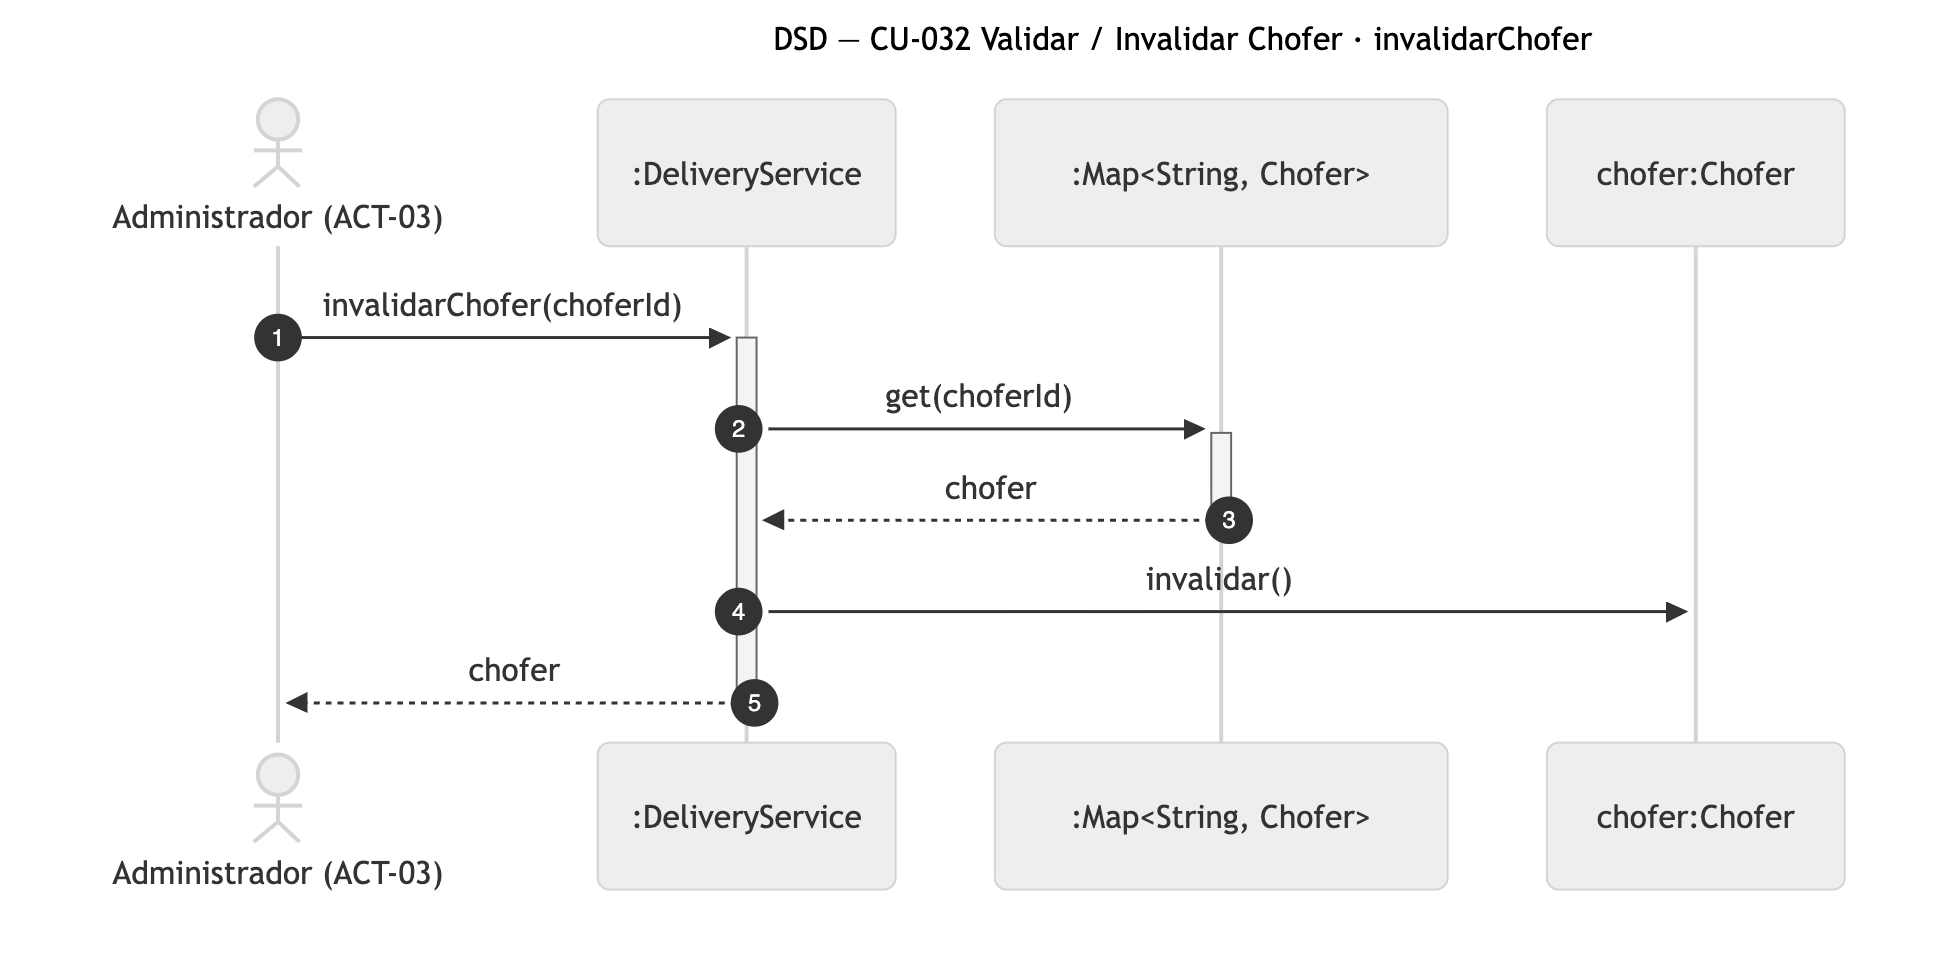 DSD — CU-032 Validar / Invalidar Chofer · invalidarChofer
Administrador (ACT-03)
:DeliveryService
:Map<String, Chofer>
chofer:Chofer
invalidarChofer(choferId)
1
get(choferId)
2
chofer
3
invalidar()
4
chofer
5
Administrador (ACT-03)
:DeliveryService
:Map<String, Chofer>
chofer:Chofer